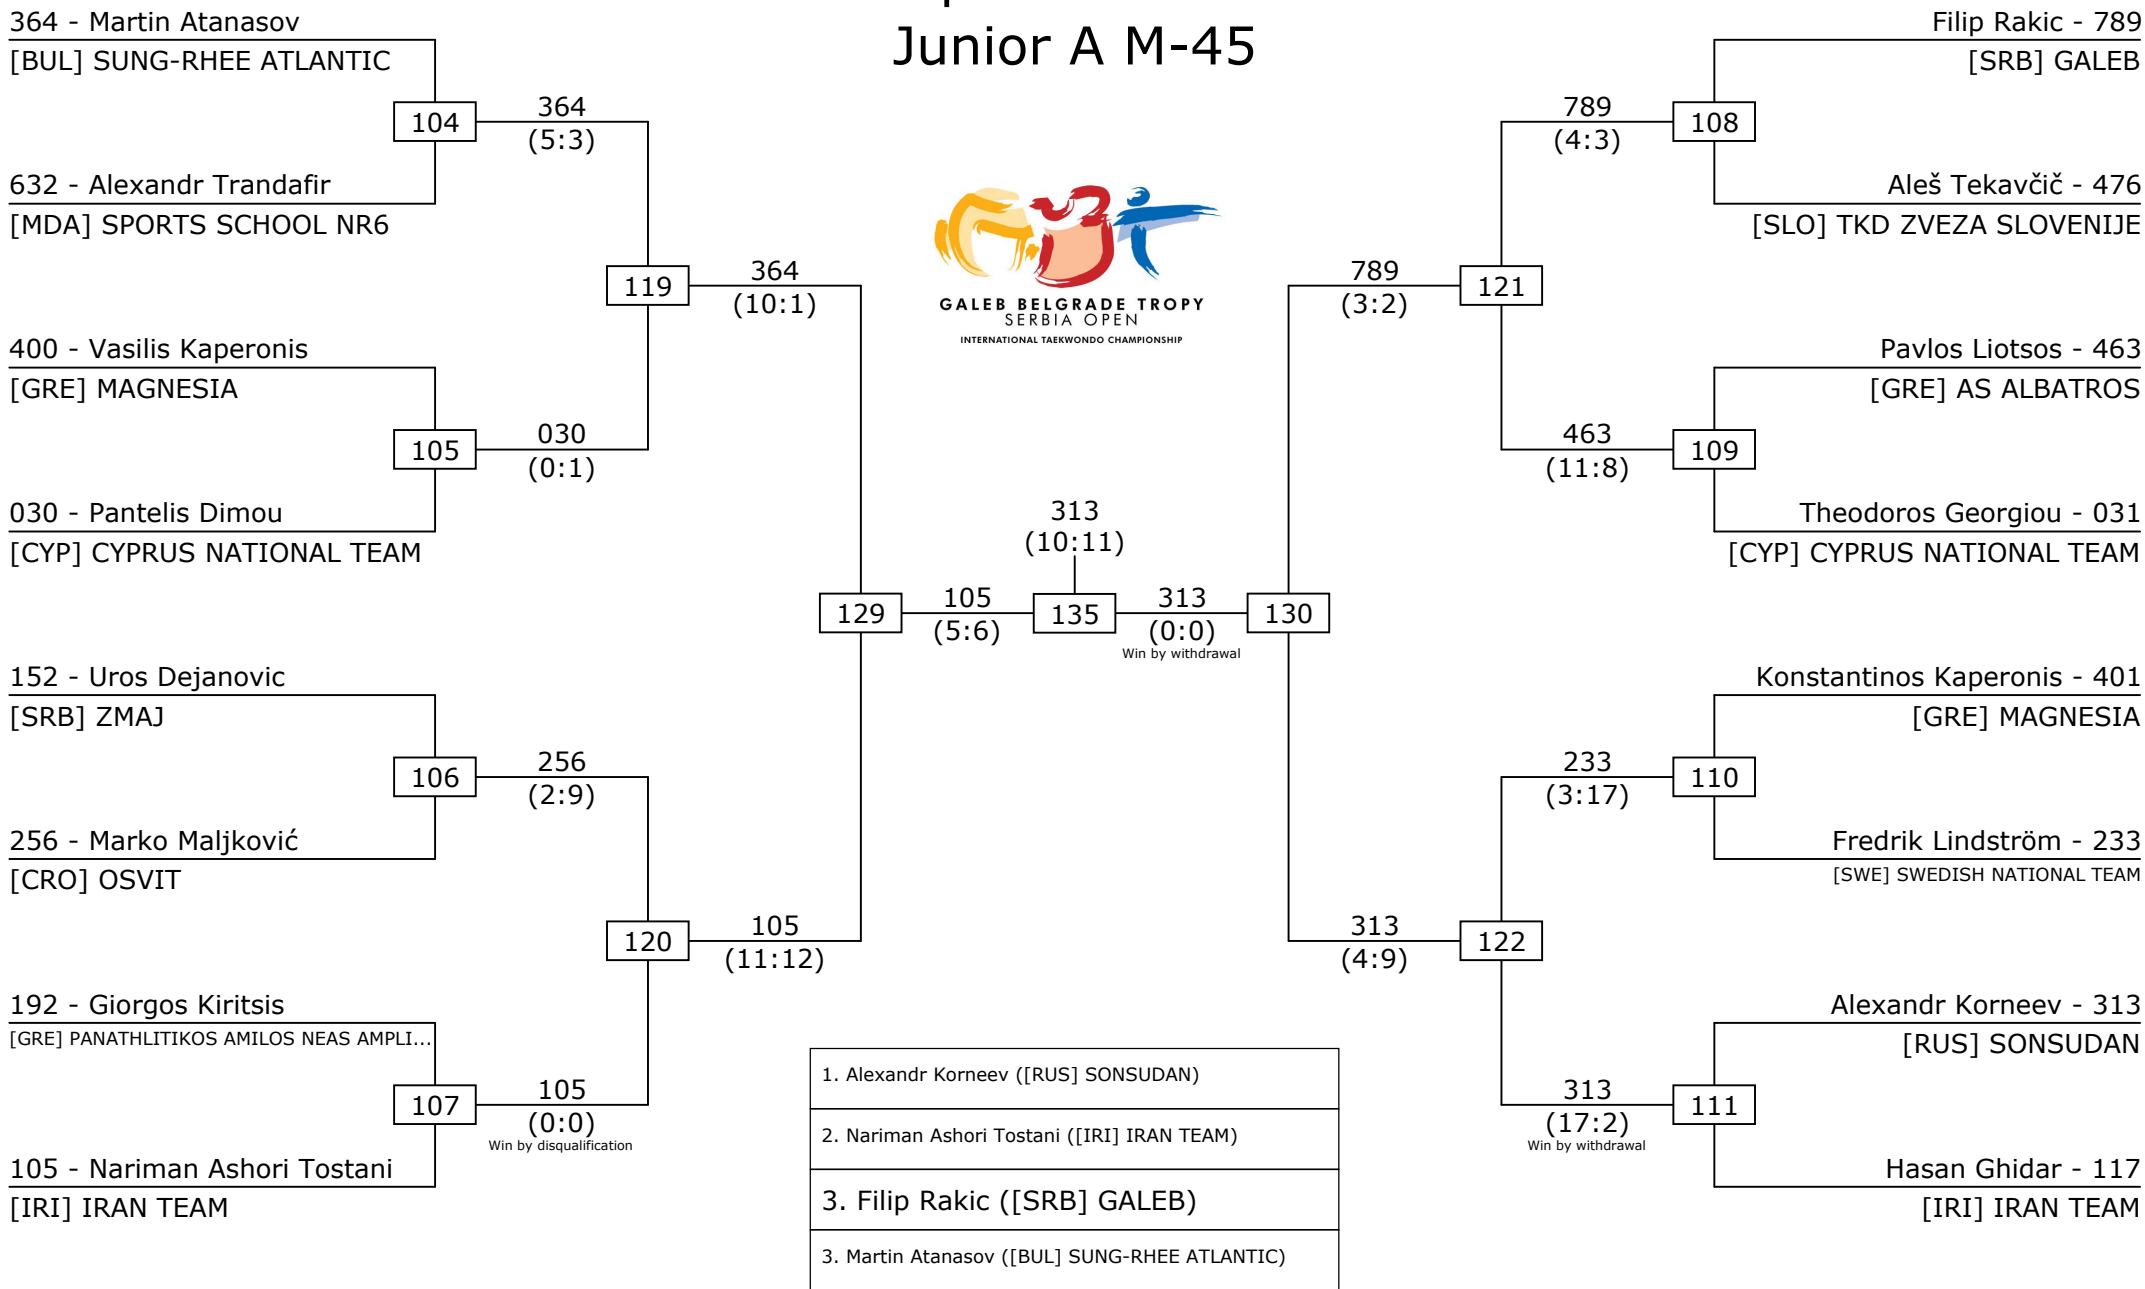 Junior A M-45
364 - Martin Atanasov
[BUL] SUNG-RHEE ATLANTIC
104
364
(5:3)
632 - Alexandr Trandafir
[MDA] SPORTS SCHOOL NR6
119
364
(10:1)
400 - Vasilis Kaperonis
[GRE] MAGNESIA
105
030
(0:1)
030 - Pantelis Dimou
[CYP] CYPRUS NATIONAL TEAM
129
105
(5:6)
152 - Uros Dejanovic
[SRB] ZMAJ
106
256
(2:9)
256 - Marko Maljković
[CRO] OSVIT
120
105
(11:12)
192 - Giorgos Kiritsis
[GRE] PANATHLITIKOS AMILOS NEAS AMPLI...
107
105
(0:0)
Win by disqualification
105 - Nariman Ashori Tostani
[IRI] IRAN TEAM
GALEB BELGRADE TROPY
SERBIA OPEN
INTERNATIONAL TAEKWONDO CHAMPIONSHIP
313
(10:11)
135
313
(0:0)
Win by withdrawal
130
Filip Rakic - 789
[SRB] GALEB
789
(4:3)
108
Aleš Tekavčič - 476
[SLO] TKD ZVEZA SLOVENIJE
789
(3:2)
121
Pavlos Liotsos - 463
[GRE] AS ALBATROS
463
(11:8)
109
Theodoros Georgiou - 031
[CYP] CYPRUS NATIONAL TEAM
Konstantinos Kaperonis - 401
[GRE] MAGNESIA
233
(3:17)
110
Fredrik Lindström - 233
[SWE] SWEDISH NATIONAL TEAM
313
(4:9)
122
Alexandr Korneev - 313
[RUS] SONSUDAN
313
(17:2)
Win by withdrawal
111
Hasan Ghidar - 117
[IRI] IRAN TEAM
1. Alexandr Korneev ([RUS] SONSUDAN)
2. Nariman Ashori Tostani ([IRI] IRAN TEAM)
3. Filip Rakic ([SRB] GALEB)
3. Martin Atanasov ([BUL] SUNG-RHEE ATLANTIC)